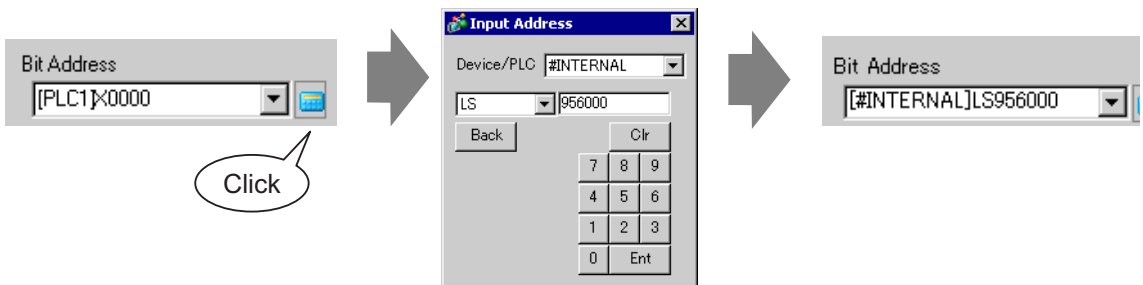 Bit Address
[PLC1]X0000
Click
Input Address
Device/PLC #INTERNAL
LS 956000
Back Clr
7 8 9
4 5 6
1 2 3
0 Ent
Bit Address
[#INTERNAL]LS956000